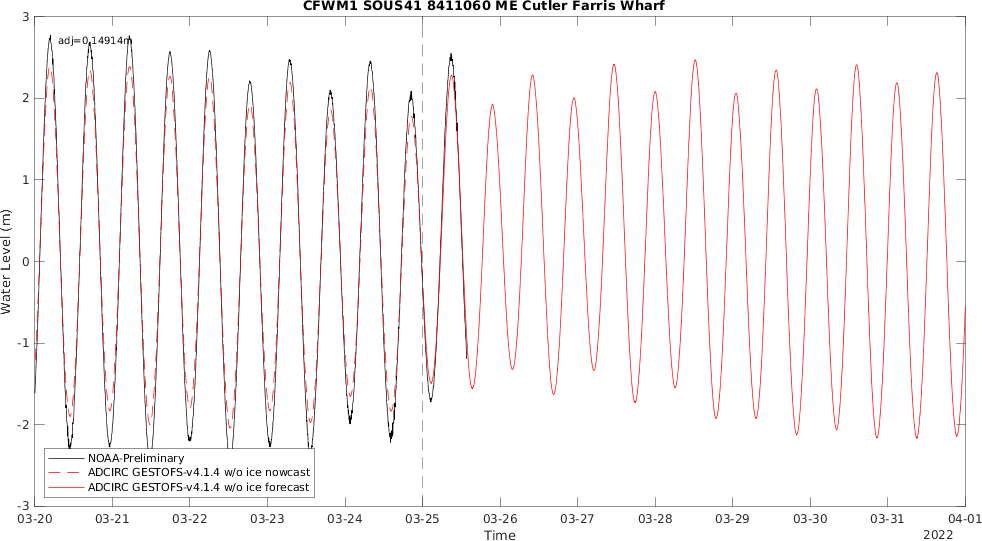 CFWM1 SOUS41 8411060 ME Cutler Farris Wharf
adj=0.14914m
3
2
1
0
-1
-2
-3
Water Level (m)
NOAA-Preliminary
ADCIRC GESTOFS-v4.1.4 w/o ice nowcast
ADCIRC GESTOFS-v4.1.4 w/o ice forecast
03-20 03-21 03-22 03-23 03-24 03-25 03-26 03-27 03-28 03-29 03-30 03-31 04-01
Time
2022